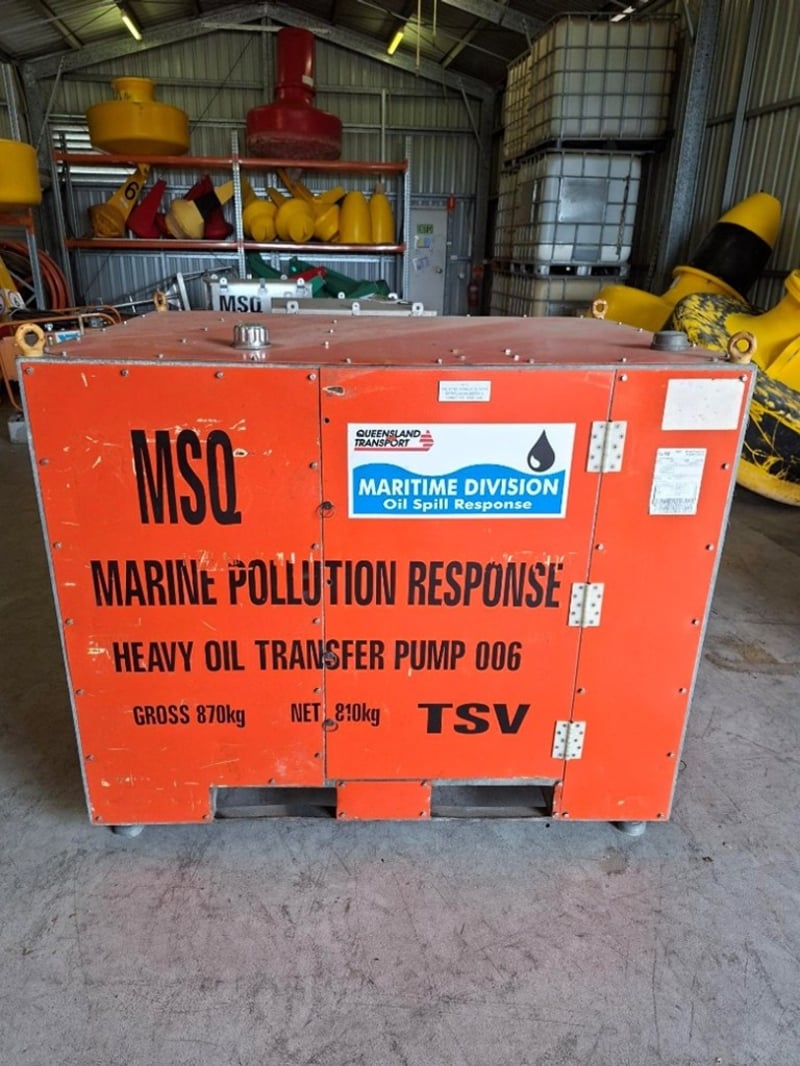 6
MSQ
QUEENSLAND
TRANSPORT
MARITIME DIVISION
Oil Spill Response
MSQ
MARINE POLLUTION RESPONSE
HEAVY OIL TRANSFER PUMP 006
GROSS 870kg NET 810kg TSV